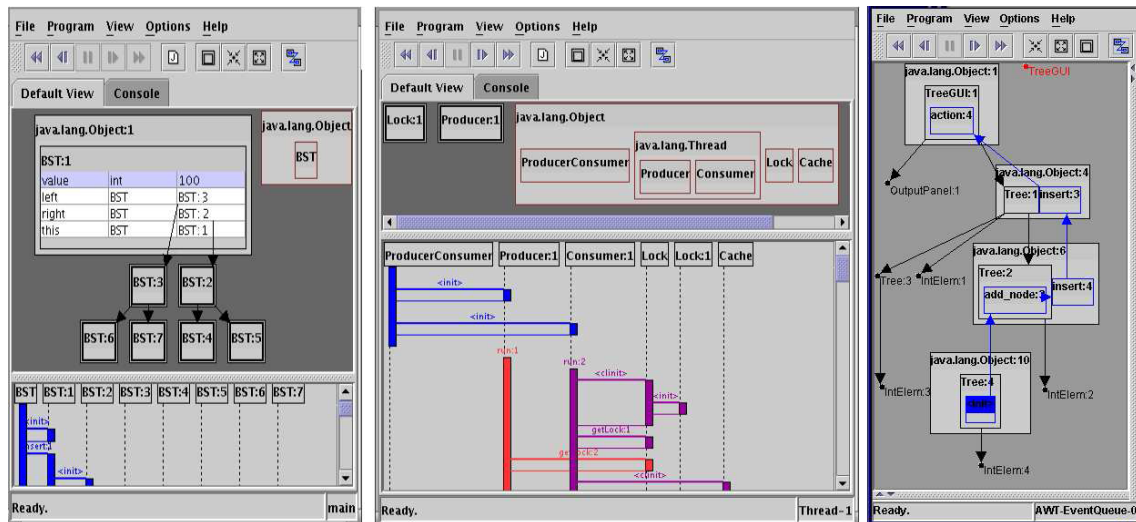 File Program View Options Help
Default View Console
java.lang.Object:1
BST:1
value int 100
left BST BST:3
right BST BST:2
this BST BST:1
java.lang.Object
BST
BST:3 BST:2
BST:6 BST:7 BST:4 BST:5
BST BST:1 BST:2 BST:3 BST:4 BST:5 BST:6 BST:7
<init>
nsert:1
<init>
Ready. main
File Program View Options Help
Default View Console
Lock:1 Producer:1
java.lang.Object
ProducerConsumer
java.lang.Thread
Producer Consumer
Lock Cache
ProducerConsumer Producer:1 Consumer:1 Lock Lock:1 Cache
<init>
<init>
run:1
run:2
<clinit>
<init>
getLock:1
getLock:2
<clinit>
Ready. Thread-1
File Program View Options Help
java.lang.Object:1
TreeGUI
TreeGUI:1
action:4
OutputPanel:1
java.lang.Object:4
Tree:1 insert:3
Tree:3 IntElem:1
java.lang.Object:6
Tree:2
add_node:3
insert:4
java.lang.Object:10
Tree:4
<init>
IntElem:3
IntElem:2
IntElem:4
Ready. AWT-EventQueue-0